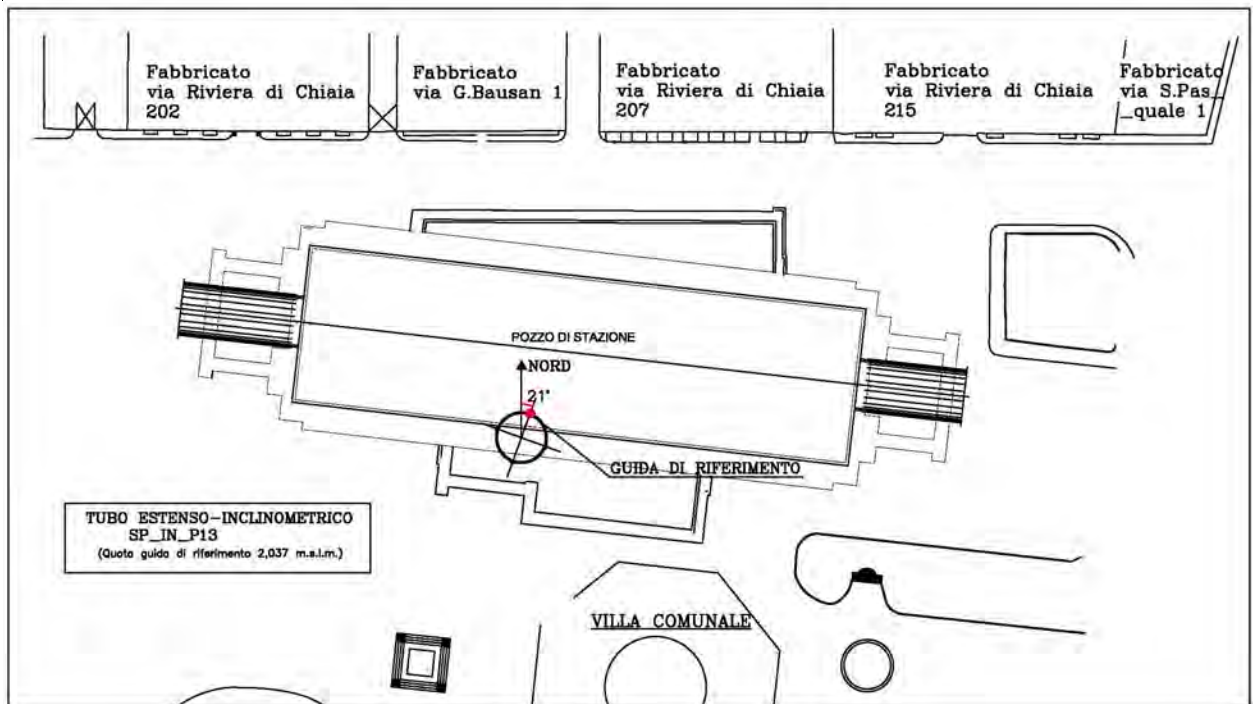 Fabbricato
via Riviera di Chiaia
202
Fabbricato
via G.Bausan 1
Fabbricato
via Riviera di Chiaia
207
Fabbricato
via Riviera di Chiaia
215
Fabbricato
via S.Pas_
_quale 1
POZZO DI STAZIONE
NORD
21°
GUIDA DI RIFERIMENTO
TUBO ESTENSO-INCLINOMETRICO
SP_IN_P13
(Quota guida di riferimento 2,037 m.s.l.m.)
VILLA COMUNALE